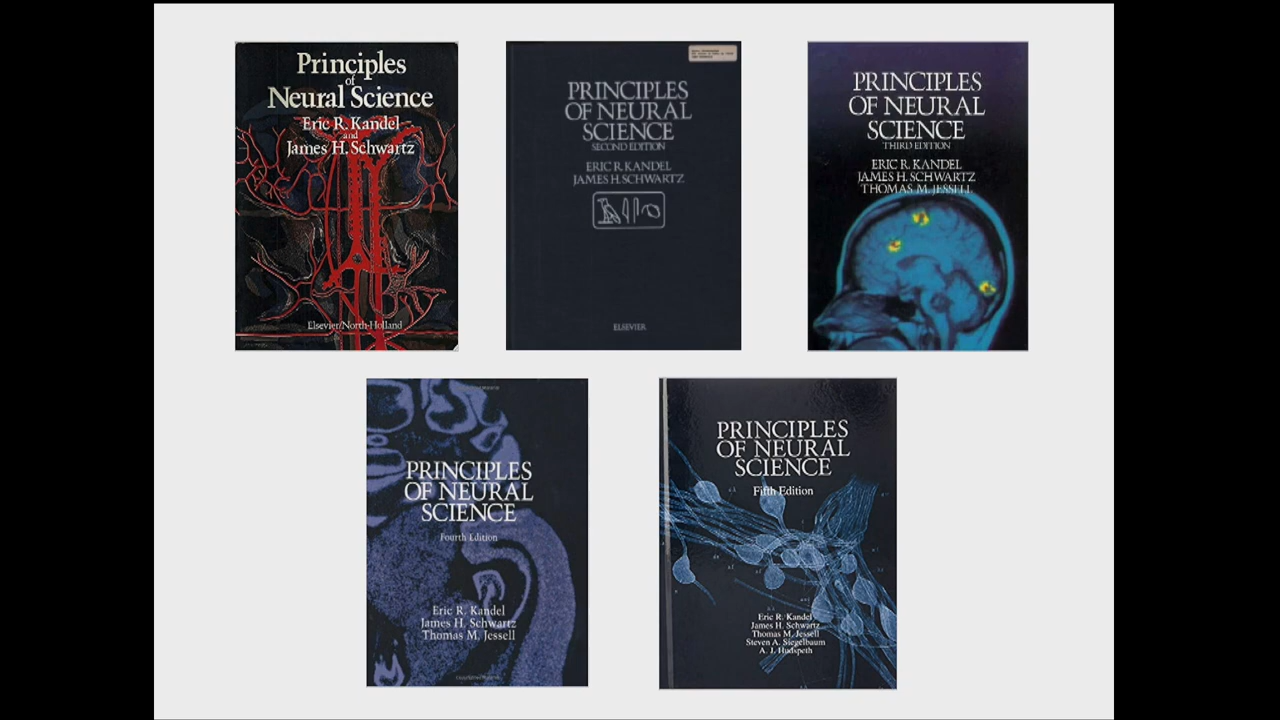 Principles
of
Neural Science
Eric R. Kandel
and
James H. Schwartz
Elsevier/North-Holland
PRINCIPLES
OF NEURAL
SCIENCE
SECOND EDITION
ERIC R. KANDEL
JAMES H. SCHWARTZ
ELSEVIER
PRINCIPLES
OF NEURAL
SCIENCE
THIRD EDITION
ERIC R. KANDEL
JAMES H. SCHWARTZ
THOMAS M. JESSELL
PRINCIPLES
OF NEURAL
SCIENCE
Fourth Edition
Eric R. Kandel
James H. Schwartz
Thomas M. Jessell
PRINCIPLES
OF NEURAL
SCIENCE
Fifth Edition
Eric R. Kandel
James H. Schwartz
Thomas M. Jessell
Steven A. Siegelbaum
A. J. Hudspeth